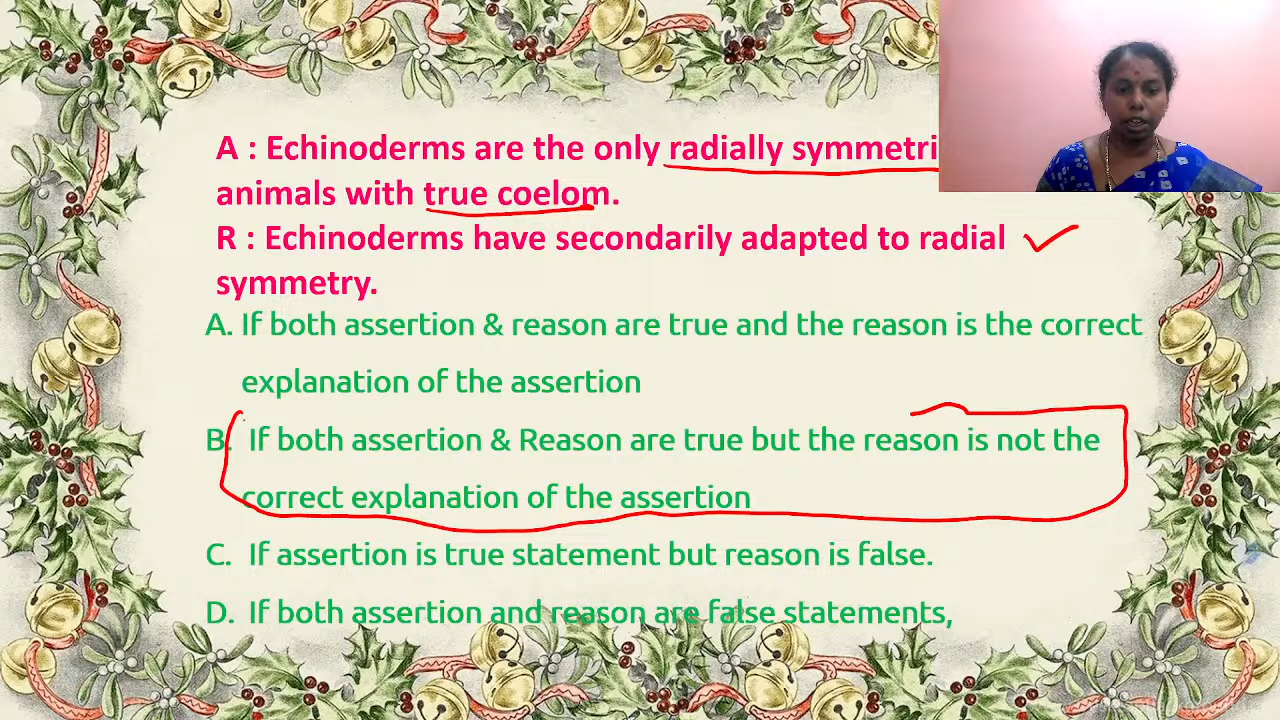 A : Echinoderms are the only radially symmetri
animals with true coelom.
R : Echinoderms have secondarily adapted to radial
symmetry.
A. If both assertion & reason are true and the reason is the correct
explanation of the assertion
B. If both assertion & Reason are true but the reason is not the
correct explanation of the assertion
C. If assertion is true statement but reason is false.
D. If both assertion and reason are false statements,